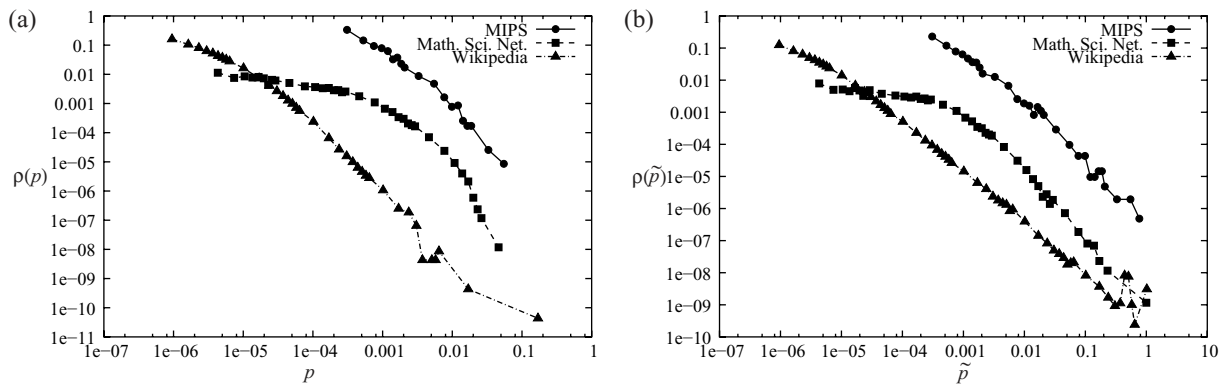 (a)
1
0.1
0.01
0.001
1e−04
1e−05
1e−06
1e−07
1e−08
1e−09
1e−10
1e−11
ρ(p)
MIPS
Math. Sci. Net.
Wikipedia
1e−07 1e−06 1e−05 1e−04 0.001 0.01 0.1 1
p
(b)
1
0.1
0.01
0.001
1e−04
1e−05
1e−06
1e−07
1e−08
1e−09
1e−10
ρ(p̃)
MIPS
Math. Sci. Net.
Wikipedia
1e−07 1e−06 1e−05 1e−04 0.001 0.01 0.1 1 10
p̃